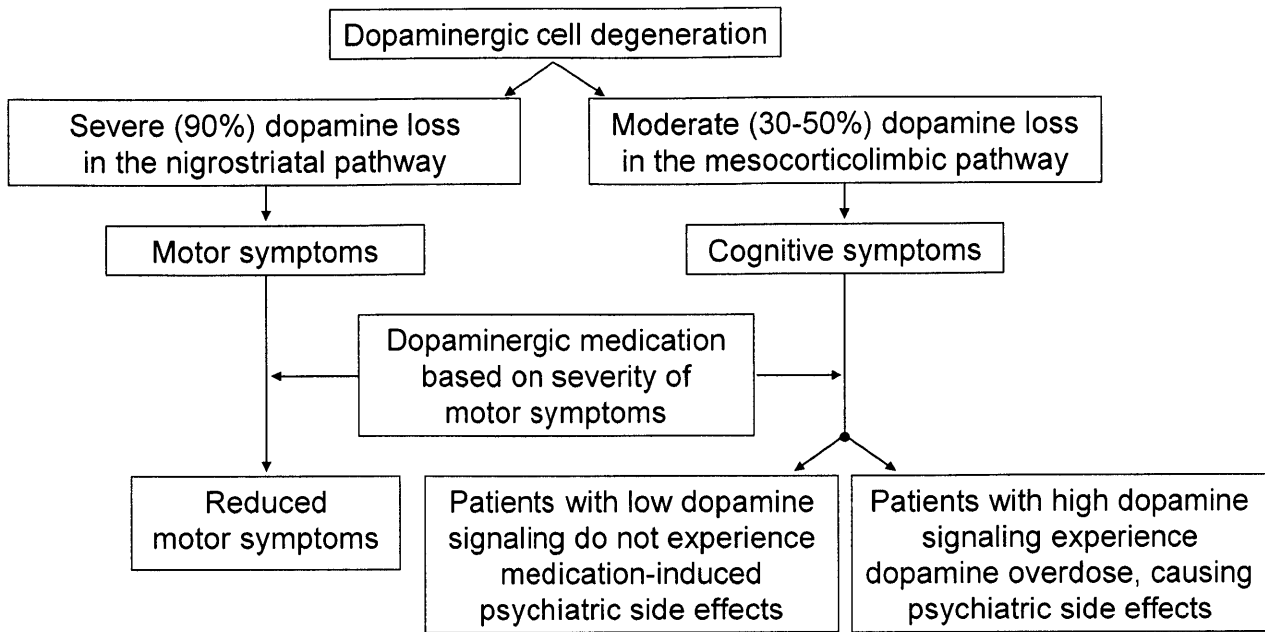 Dopaminergic cell degeneration
Severe (90%) dopamine loss
in the nigrostriatal pathway
Moderate (30-50%) dopamine loss
in the mesocorticolimbic pathway
Motor symptoms
Cognitive symptoms
Dopaminergic medication
based on severity of
motor symptoms
Reduced
motor symptoms
Patients with low dopamine
signaling do not experience
medication-induced
psychiatric side effects
Patients with high dopamine
signaling experience
dopamine overdose, causing
psychiatric side effects